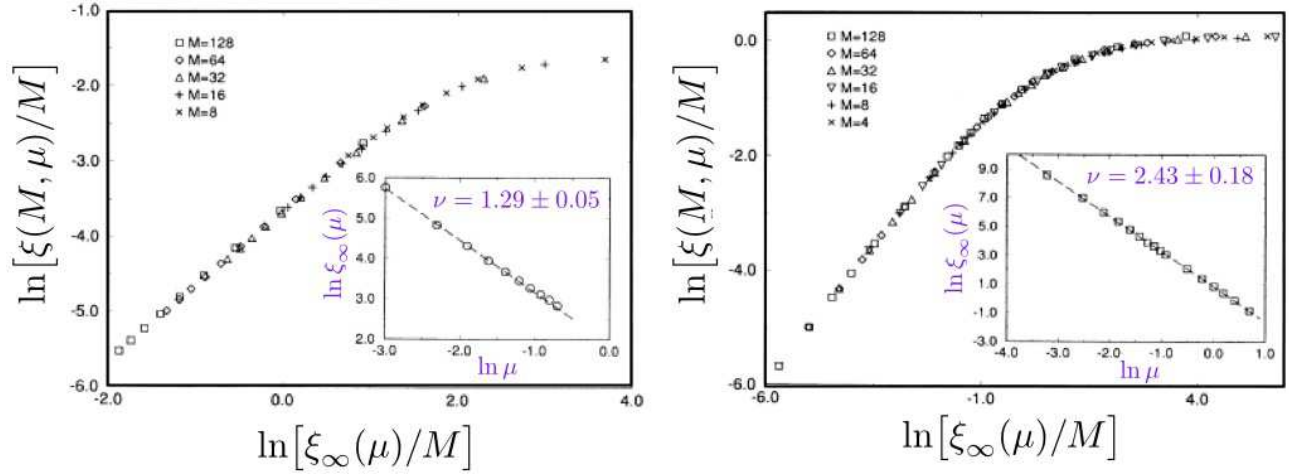 ln[ξ(M, μ)/M]
-1.0
-2.0
-3.0
-4.0
-5.0
-6.0
□ M=128
◇ M=64
△ M=32
+ M=16
× M=8
ν = 1.29 ± 0.05
ln ξ∞(μ)
6.0
5.0
4.0
3.0
2.0
-3.0 -2.0 -1.0 0.0
ln μ
-2.0 0.0 2.0 4.0
ln[ξ∞(μ)/M]
ln[ξ(M, μ)/M]
0.0
-2.0
-4.0
-6.0
□ M=128
◇ M=64
△ M=32
▽ M=16
+ M=8
× M=4
ν = 2.43 ± 0.18
ln ξ∞(μ)
9.0
7.0
5.0
3.0
1.0
-1.0
-3.0
-4.0 -3.0 -2.0 -1.0 0.0 1.0
ln μ
-6.0 -1.0 4.0
ln[ξ∞(μ)/M]